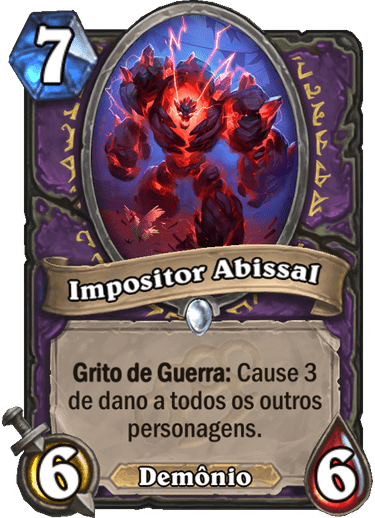 7
Impositor Abissal
Grito de Guerra: Cause 3
de dano a todos os outros
personagens.
6
Demônio
6